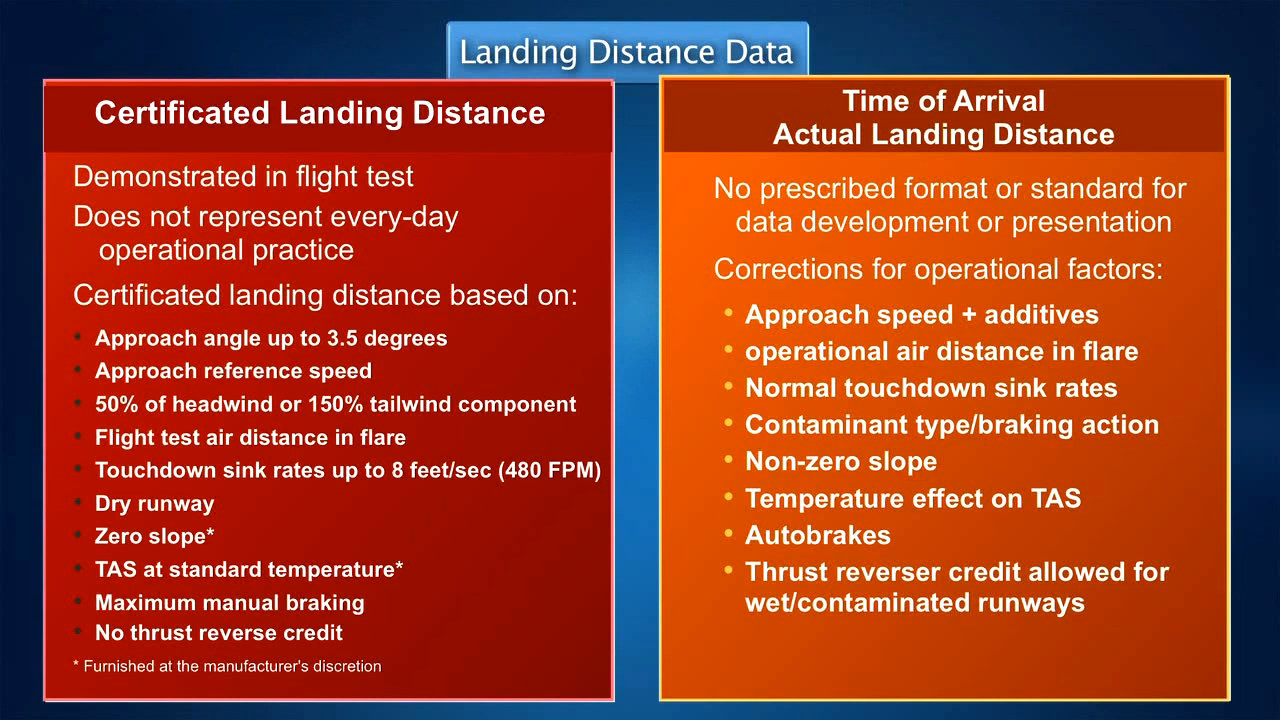 Landing Distance Data
Certificated Landing Distance
Demonstrated in flight test
Does not represent every-day
operational practice
Certificated landing distance based on:
• Approach angle up to 3.5 degrees
• Approach reference speed
• 50% of headwind or 150% tailwind component
• Flight test air distance in flare
• Touchdown sink rates up to 8 feet/sec (480 FPM)
• Dry runway
• Zero slope*
• TAS at standard temperature*
• Maximum manual braking
• No thrust reverse credit
* Furnished at the manufacturer's discretion
Time of Arrival
Actual Landing Distance
No prescribed format or standard for
data development or presentation
Corrections for operational factors:
• Approach speed + additives
• operational air distance in flare
• Normal touchdown sink rates
• Contaminant type/braking action
• Non-zero slope
• Temperature effect on TAS
• Autobrakes
• Thrust reverser credit allowed for
wet/contaminated runways